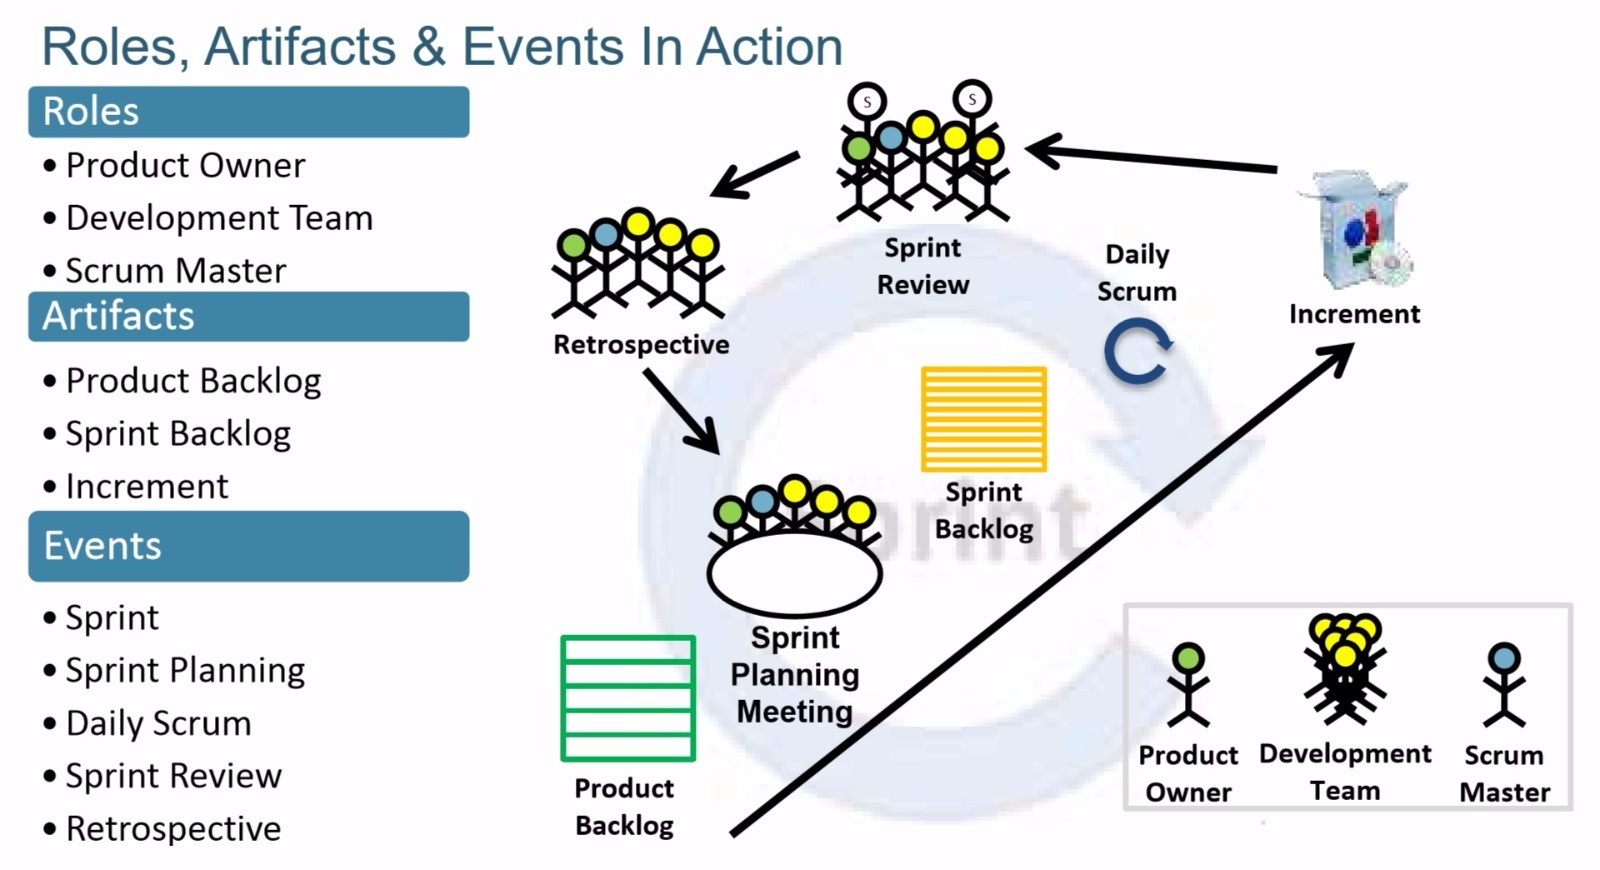 Roles, Artifacts & Events In Action
Roles
• Product Owner
• Development Team
• Scrum Master
Artifacts
• Product Backlog
• Sprint Backlog
• Increment
Events
• Sprint
• Sprint Planning
• Daily Scrum
• Sprint Review
• Retrospective
S
S
Sprint
Review
Retrospective
Daily
Scrum
Increment
Sprint
Backlog
Sprint
Sprint
Planning
Meeting
Product
Backlog
Product
Owner
Development
Team
Scrum
Master